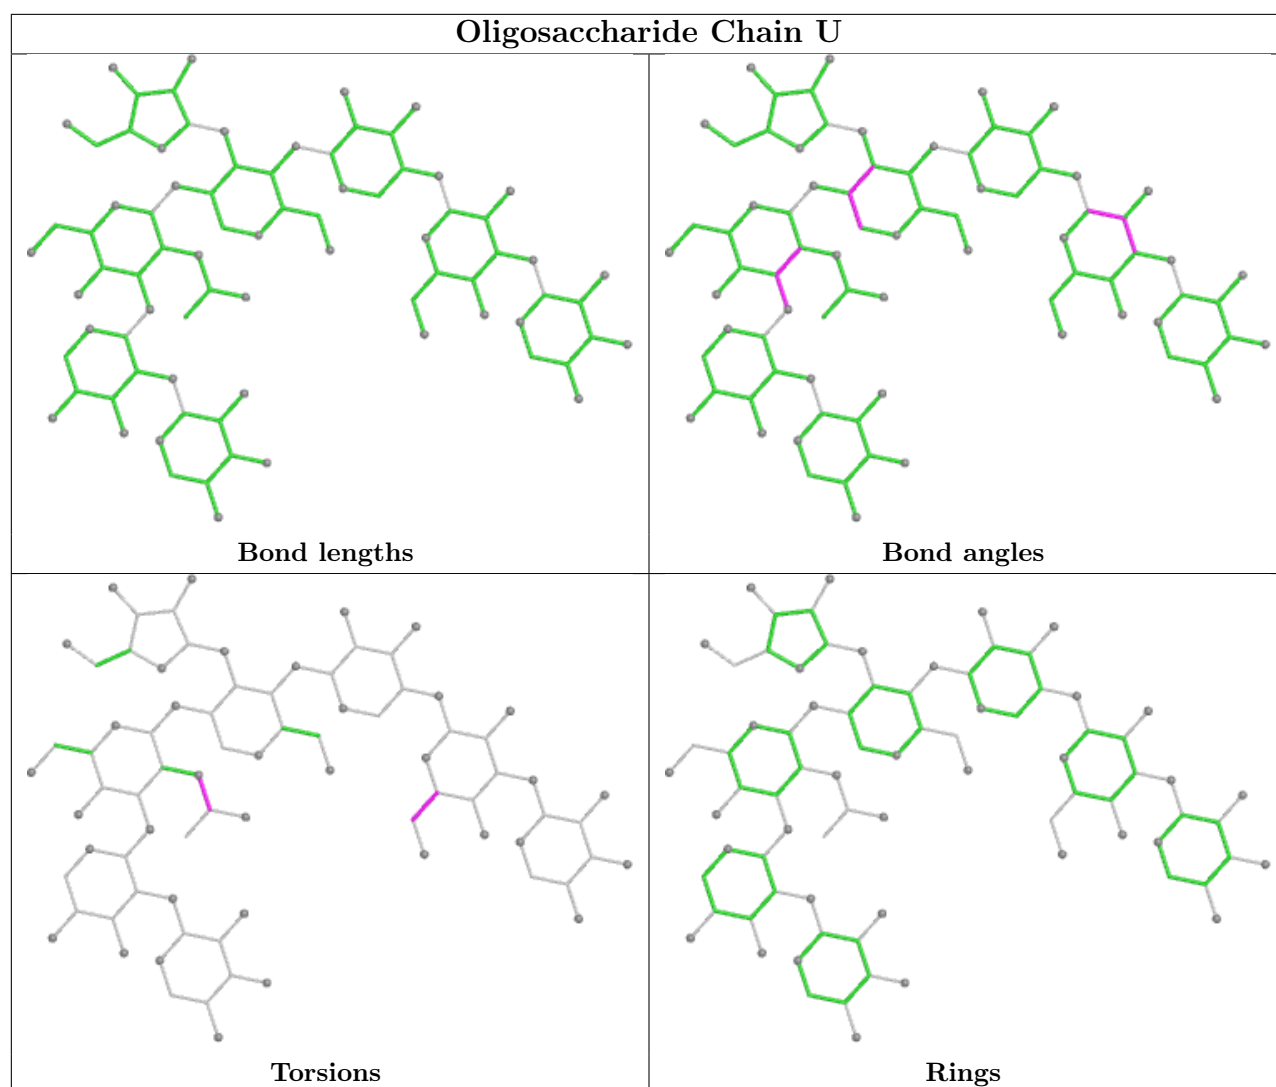 Oligosaccharide Chain U
Bond lengths
Bond angles
Torsions
Rings